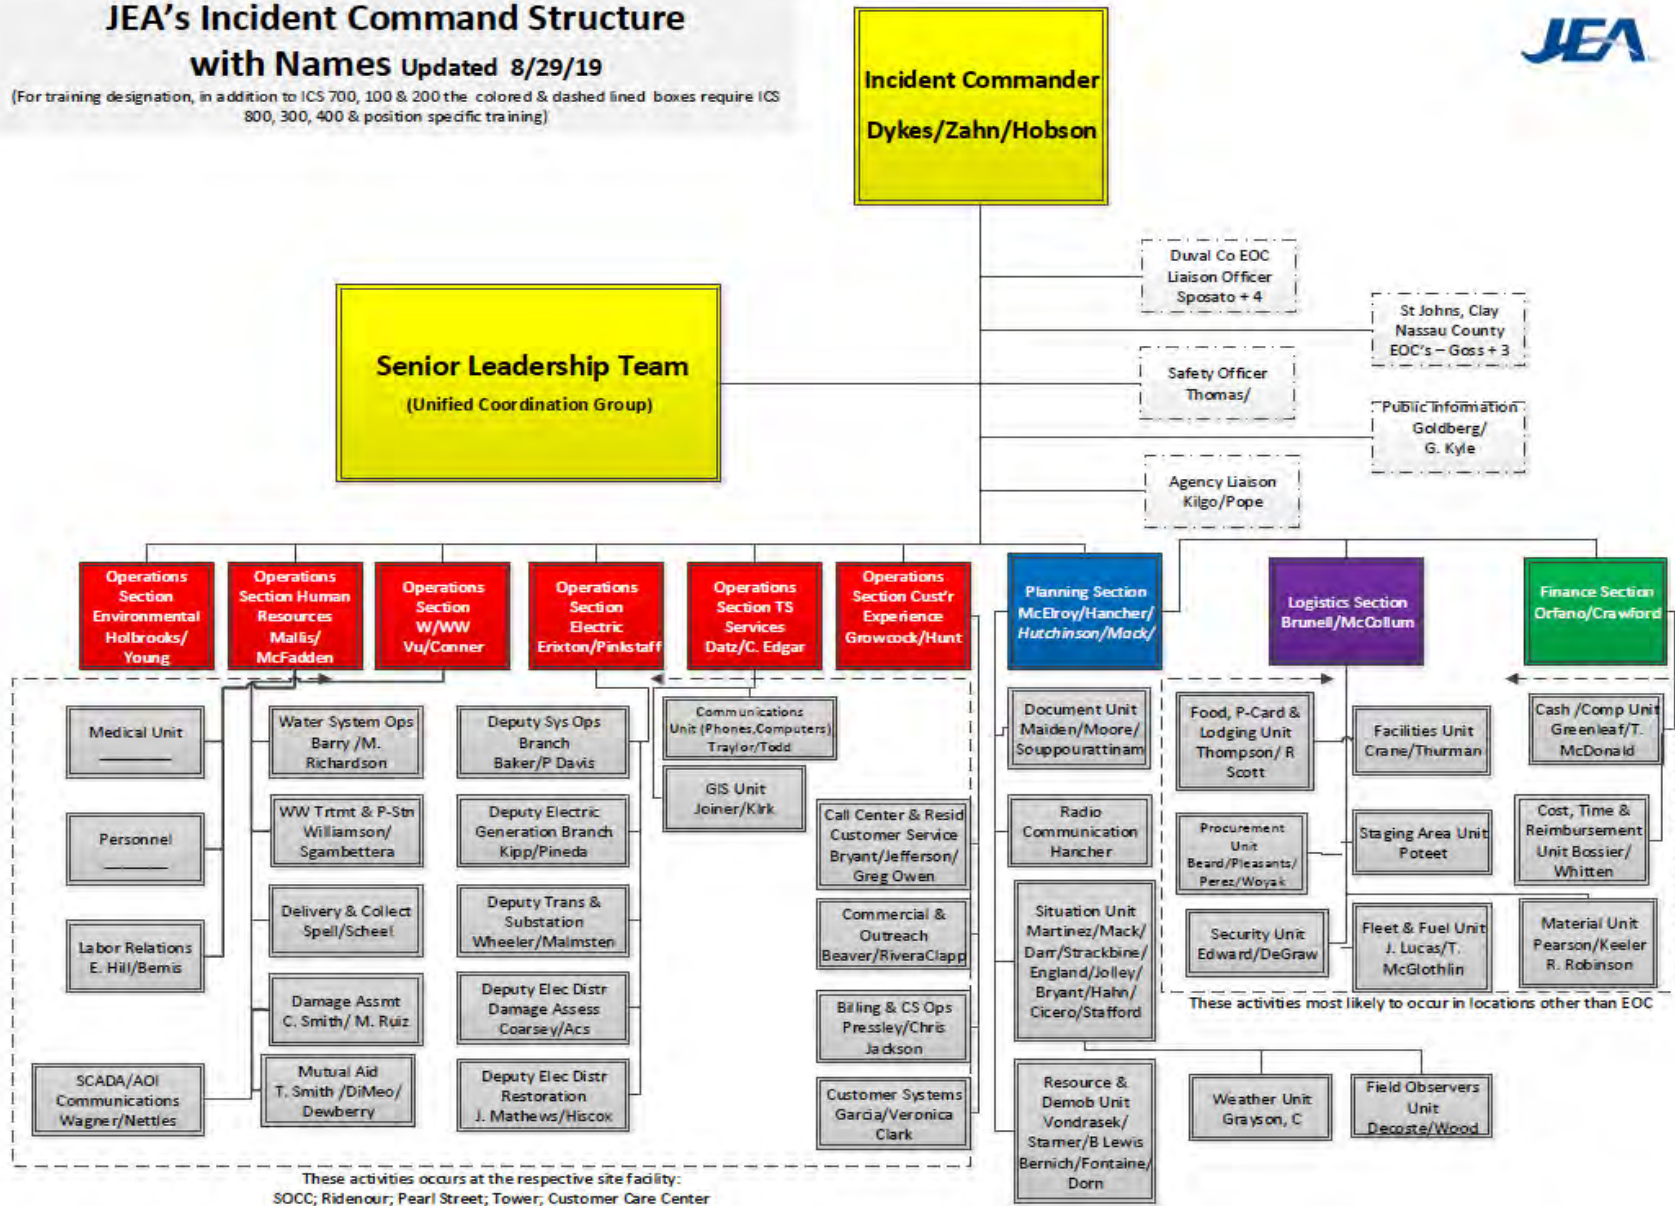 JEA's Incident Command Structure
with Names Updated 8/29/19
(For training designation, in addition to ICS 700, 100 & 200 the colored & dashed lined boxes require ICS
800, 300, 400 & position specific training)
JEA
Incident Commander
Dykes/Zahn/Hobson
Senior Leadership Team
(Unified Coordination Group)
Duval Co EOC
Liaison Officer
Sposato + 4
St Johns, Clay
Nassau County
EOC's – Goss + 3
Safety Officer
Thomas/
Public Information
Goldberg/
G. Kyle
Agency Liaison
Kilgo/Pope
Operations
Section
Environmental
Holbrooks/
Young
Operations
Section Human
Resources
Mallis/
McFadden
Operations
Section
W/WW
Vu/Conner
Operations
Section
Electric
Erixton/Pinkstaff
Operations
Section TS
Services
Datz/C. Edgar
Operations
Section Cust'r
Experience
Growcock/Hunt
Planning Section
McElroy/Hancher/
Hutchinson/Mack/
Logistics Section
Brunell/McCollum
Finance Section
Orfano/Crawford
Medical Unit
Personnel
Labor Relations
E. Hill/Bemis
SCADA/AOI
Communications
Wagner/Nettles
Water System Ops
Barry /M.
Richardson
WW Trtmt & P-Stn
Williamson/
Sgambettera
Delivery & Collect
Spell/Scheel
Damage Assmt
C. Smith/ M. Ruiz
Mutual Aid
T. Smith /DiMeo/
Dewberry
Deputy Sys Ops
Branch
Baker/P Davis
Deputy Electric
Generation Branch
Kipp/Pineda
Deputy Trans &
Substation
Wheeler/Malmsten
Deputy Elec Distr
Damage Assess
Coarsey/Acs
Deputy Elec Distr
Restoration
J. Mathews/Hiscox
Communications
Unit (Phones,Computers)
Traylor/Todd
GIS Unit
Joiner/Kirk
Call Center & Resid
Customer Service
Bryant/Jefferson/
Greg Owen
Commercial &
Outreach
Beaver/RiveraClapp
Billing & CS Ops
Pressley/Chris
Jackson
Customer Systems
Garcia/Veronica
Clark
Document Unit
Maiden/Moore/
Souppourattinam
Radio
Communication
Hancher
Situation Unit
Martinez/Mack/
Darr/Strackbine/
England/Jolley/
Bryant/Hahn/
Cicero/Stafford
Resource &
Demob Unit
Vondrasek/
Starner/B Lewis
Bernich/Fontaine/
Dorn
Food, P-Card &
Lodging Unit
Thompson/ R
Scott
Procurement
Unit
Beard/Pleasants/
Perez/Woyak
Security Unit
Edward/DeGraw
Facilities Unit
Crane/Thurman
Staging Area Unit
Poteet
Fleet & Fuel Unit
J. Lucas/T.
McGlothlin
Cash /Comp Unit
Greenleaf/T.
McDonald
Cost, Time &
Reimbursement
Unit Bossier/
Whitten
Material Unit
Pearson/Keeler
R. Robinson
These activities most likely to occur in locations other than EOC
Weather Unit
Grayson, C
Field Observers
Unit
Decoste/Wood
These activities occurs at the respective site facility:
SOCC; Ridenour; Pearl Street; Tower; Customer Care Center